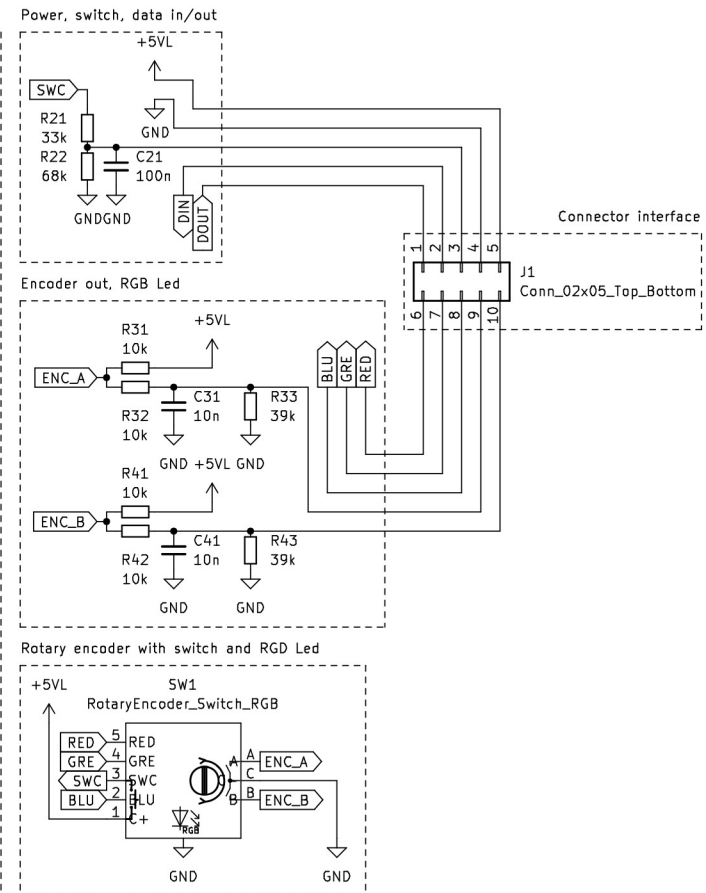 Power, switch, data in/out
+5VL
SWC
R21
33k
GND
R22
68k
C21
100n
GND
GND
DIN
DOUT
Connector interface
1
2
3
4
5
J1
Conn_02x05_Top_Bottom
6
7
8
9
10
Encoder out, RGB Led
R31
10k
+5VL
ENC_A
BLU
GRE
RED
R32
10k
C31
10n
R33
39k
GND
+5VL
GND
R41
10k
ENC_B
R42
10k
C41
10n
R43
39k
GND
GND
Rotary encoder with switch and RGD Led
+5VL
SW1
RotaryEncoder_Switch_RGB
RED 5 RED
GRE 4 GRE
SWC 3 SWC
BLU 2 BLU
1 C+
A A ENC_A
C
B B ENC_B
RGB
GND
GND